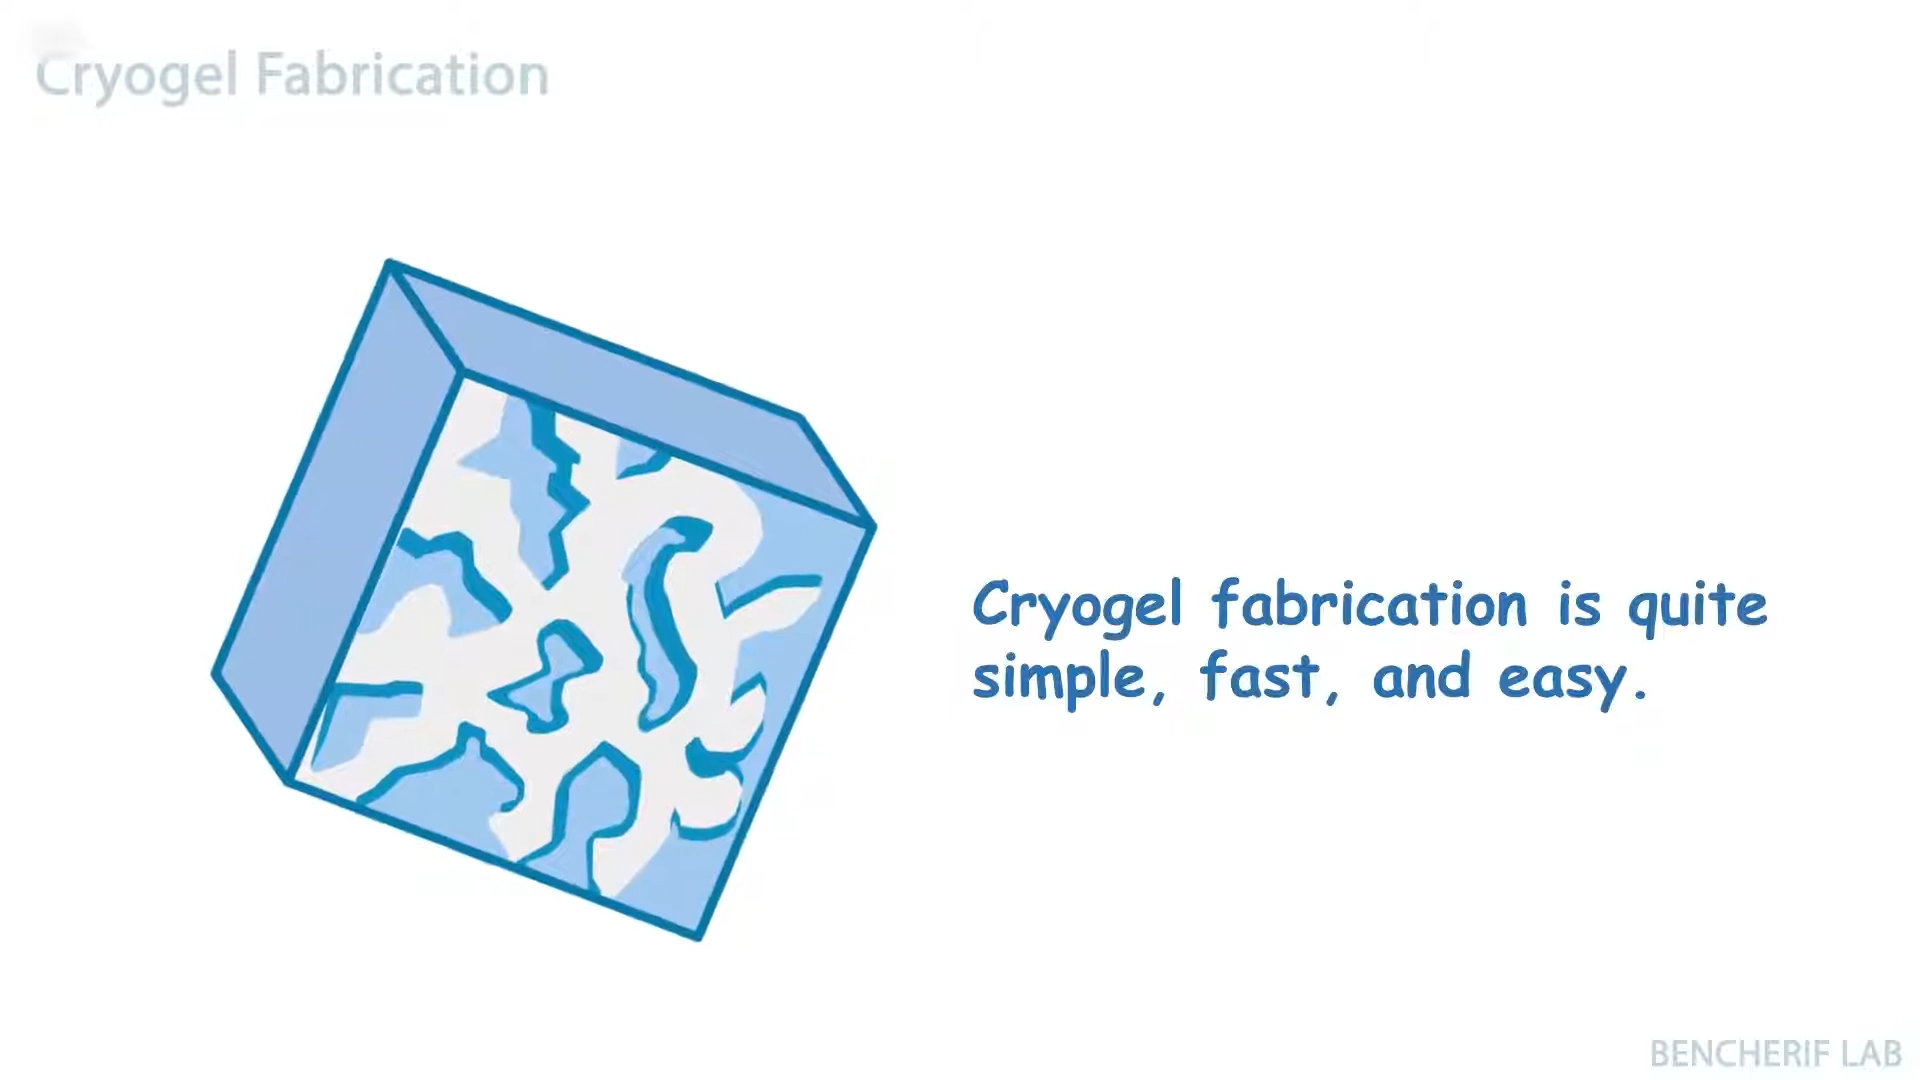 Cryogel Fabrication
Cryogel fabrication is quite
simple, fast, and easy.
BENCHERIF LAB